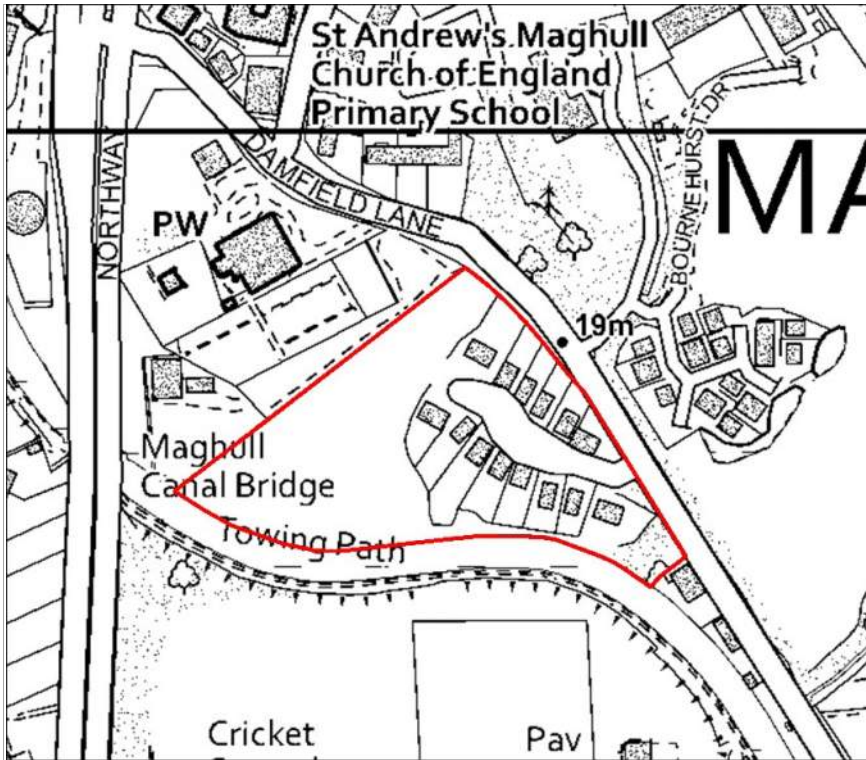 St Andrew's Maghull
Church of England
Primary School
BOURNEHURST DR
MA
NORTHWAY
DAMFIELD LANE
PW
19m
Maghull
Canal Bridge
Towing Path
Cricket
Pav